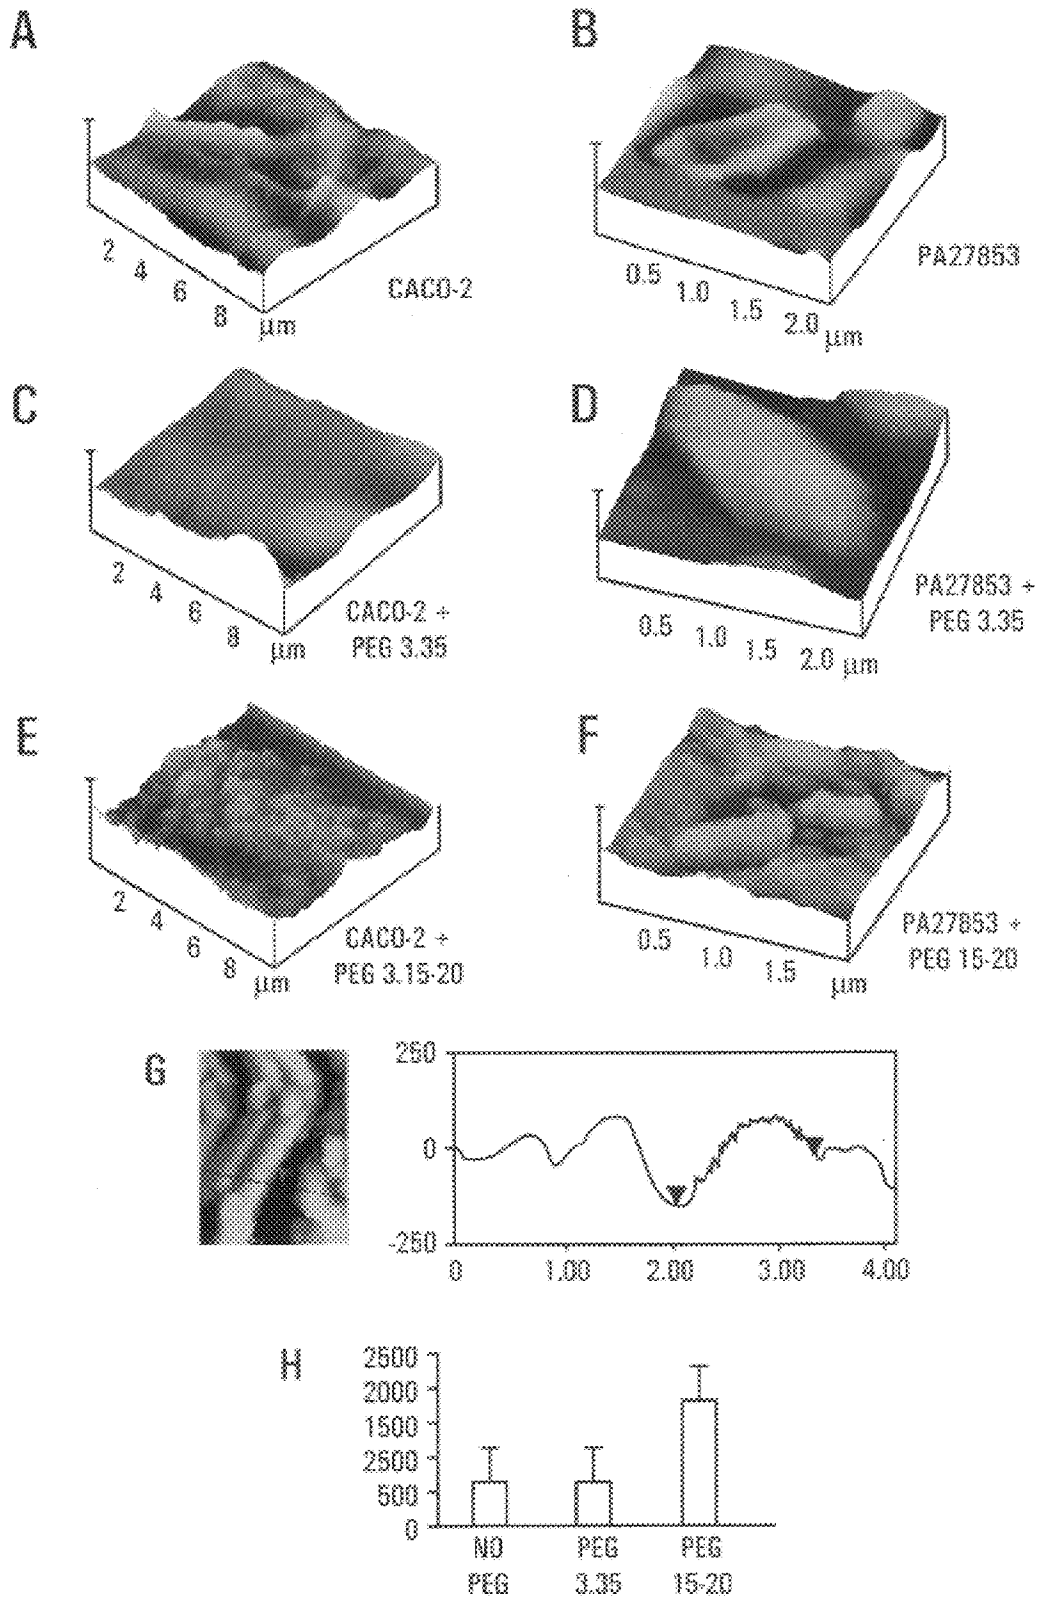 A
2
4
6
8
µm
CACO-2
B
0.5
1.0
1.5
2.0
µm
PA27853
C
2
4
6
8
µm
CACO-2 +
PEG 3.35
D
0.5
1.0
1.5
2.0
µm
PA27853 +
PEG 3.35
E
2
4
6
8
µm
CACO-2 +
PEG 3.15-20
F
0.5
1.0
1.5
µm
PA27853 +
PEG 15-20
G
250
0
-250
0 1.00 2.00 3.00 4.00
H
2500
2000
1500
2500
500
0
NO PEG PEG
PEG 3.35 15-20